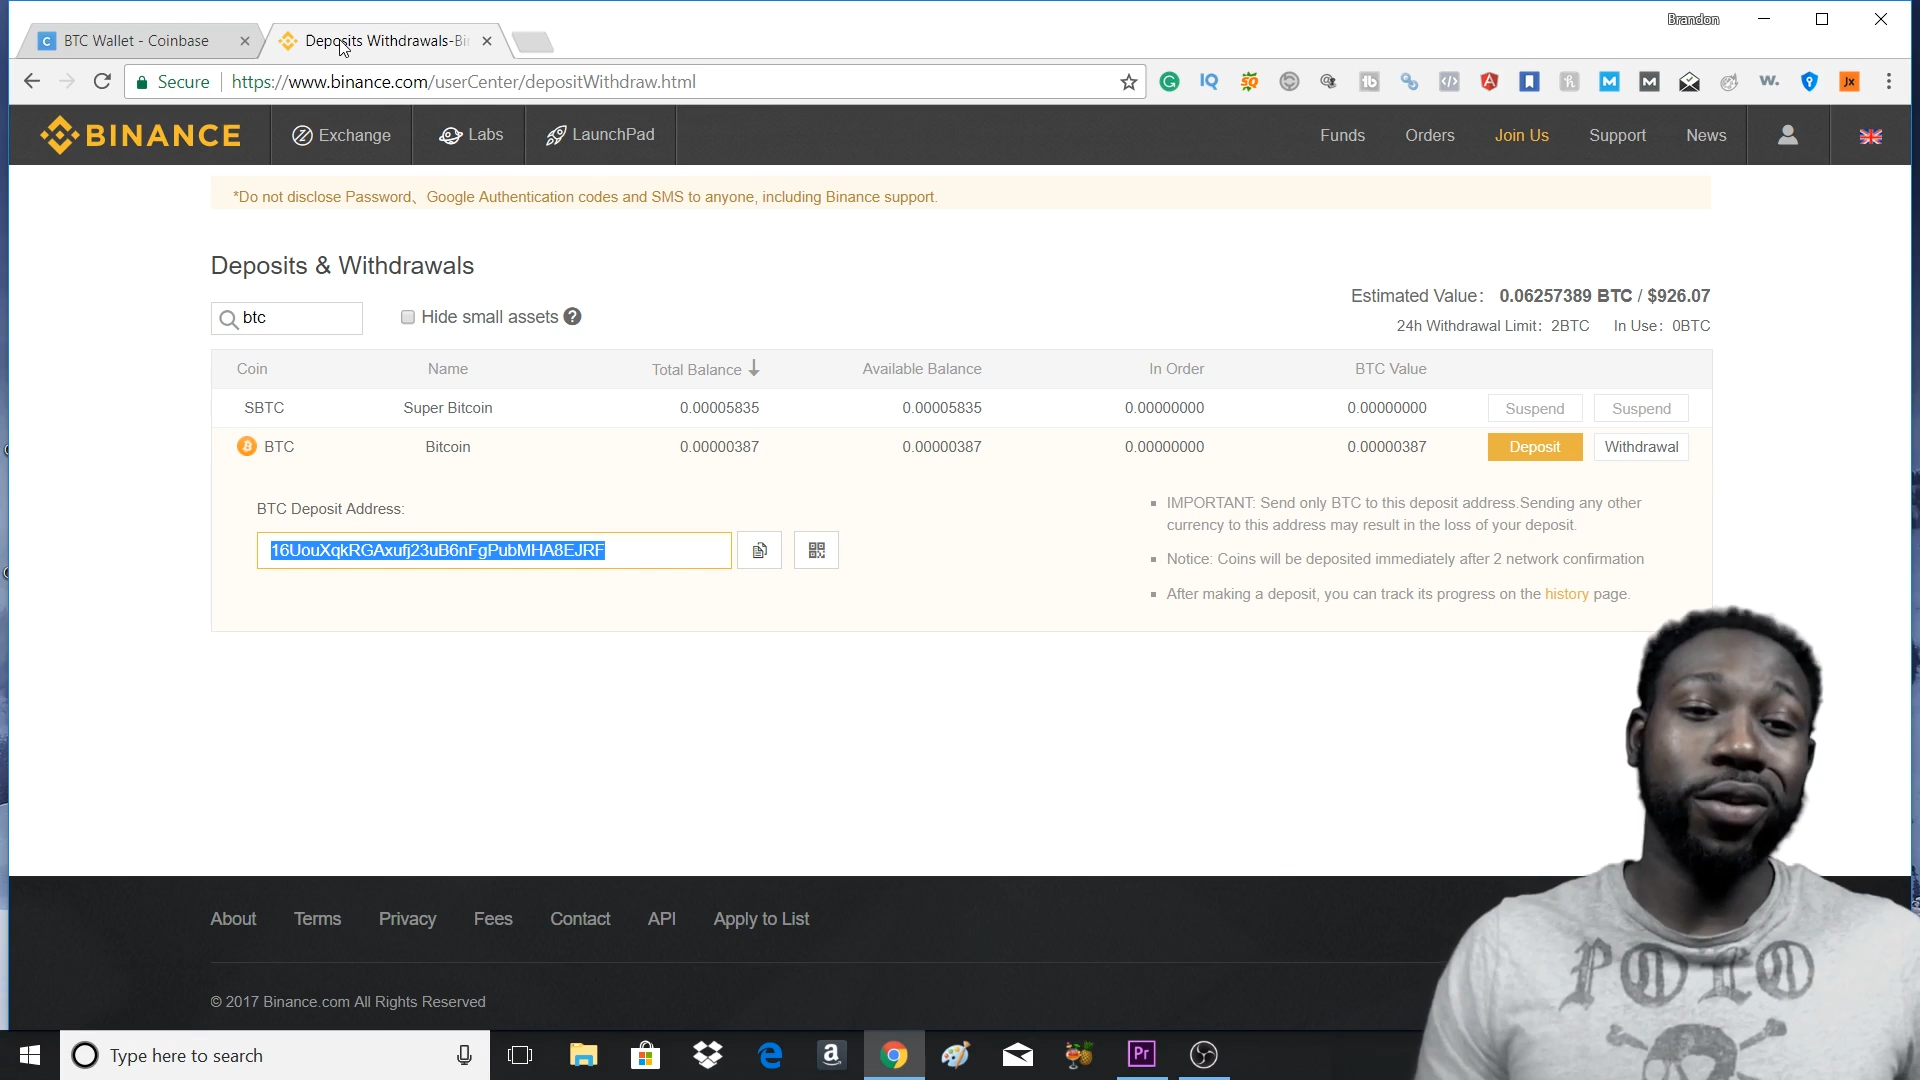 Brandon
BTC Wallet - Coinbase
Deposits Withdrawals-Bi
Secure
https://www.binance.com/userCenter/depositWithdraw.html
BINANCE
Exchange
Labs
LaunchPad
Funds
Orders
Join Us
Support
News
*Do not disclose Password、Google Authentication codes and SMS to anyone, including Binance support.
Deposits & Withdrawals
Estimated Value： 0.06257389 BTC / $926.07
btc
Hide small assets
24h Withdrawal Limit：2BTC In Use：0BTC
Coin Name Total Balance Available Balance In Order BTC Value
SBTC Super Bitcoin 0.00005835 0.00005835 0.00000000 0.00000000 Suspend Suspend
BTC Bitcoin 0.00000387 0.00000387 0.00000000 0.00000387 Deposit Withdrawal
BTC Deposit Address:
16UouXqkRGAxufj23uB6nFgPubMHA8EJRF
IMPORTANT: Send only BTC to this deposit address.Sending any other
currency to this address may result in the loss of your deposit.
Notice: Coins will be deposited immediately after 2 network confirmation
After making a deposit, you can track its progress on the history page.
About Terms Privacy Fees Contact API Apply to List
© 2017 Binance.com All Rights Reserved
POLO
Type here to search
Pr